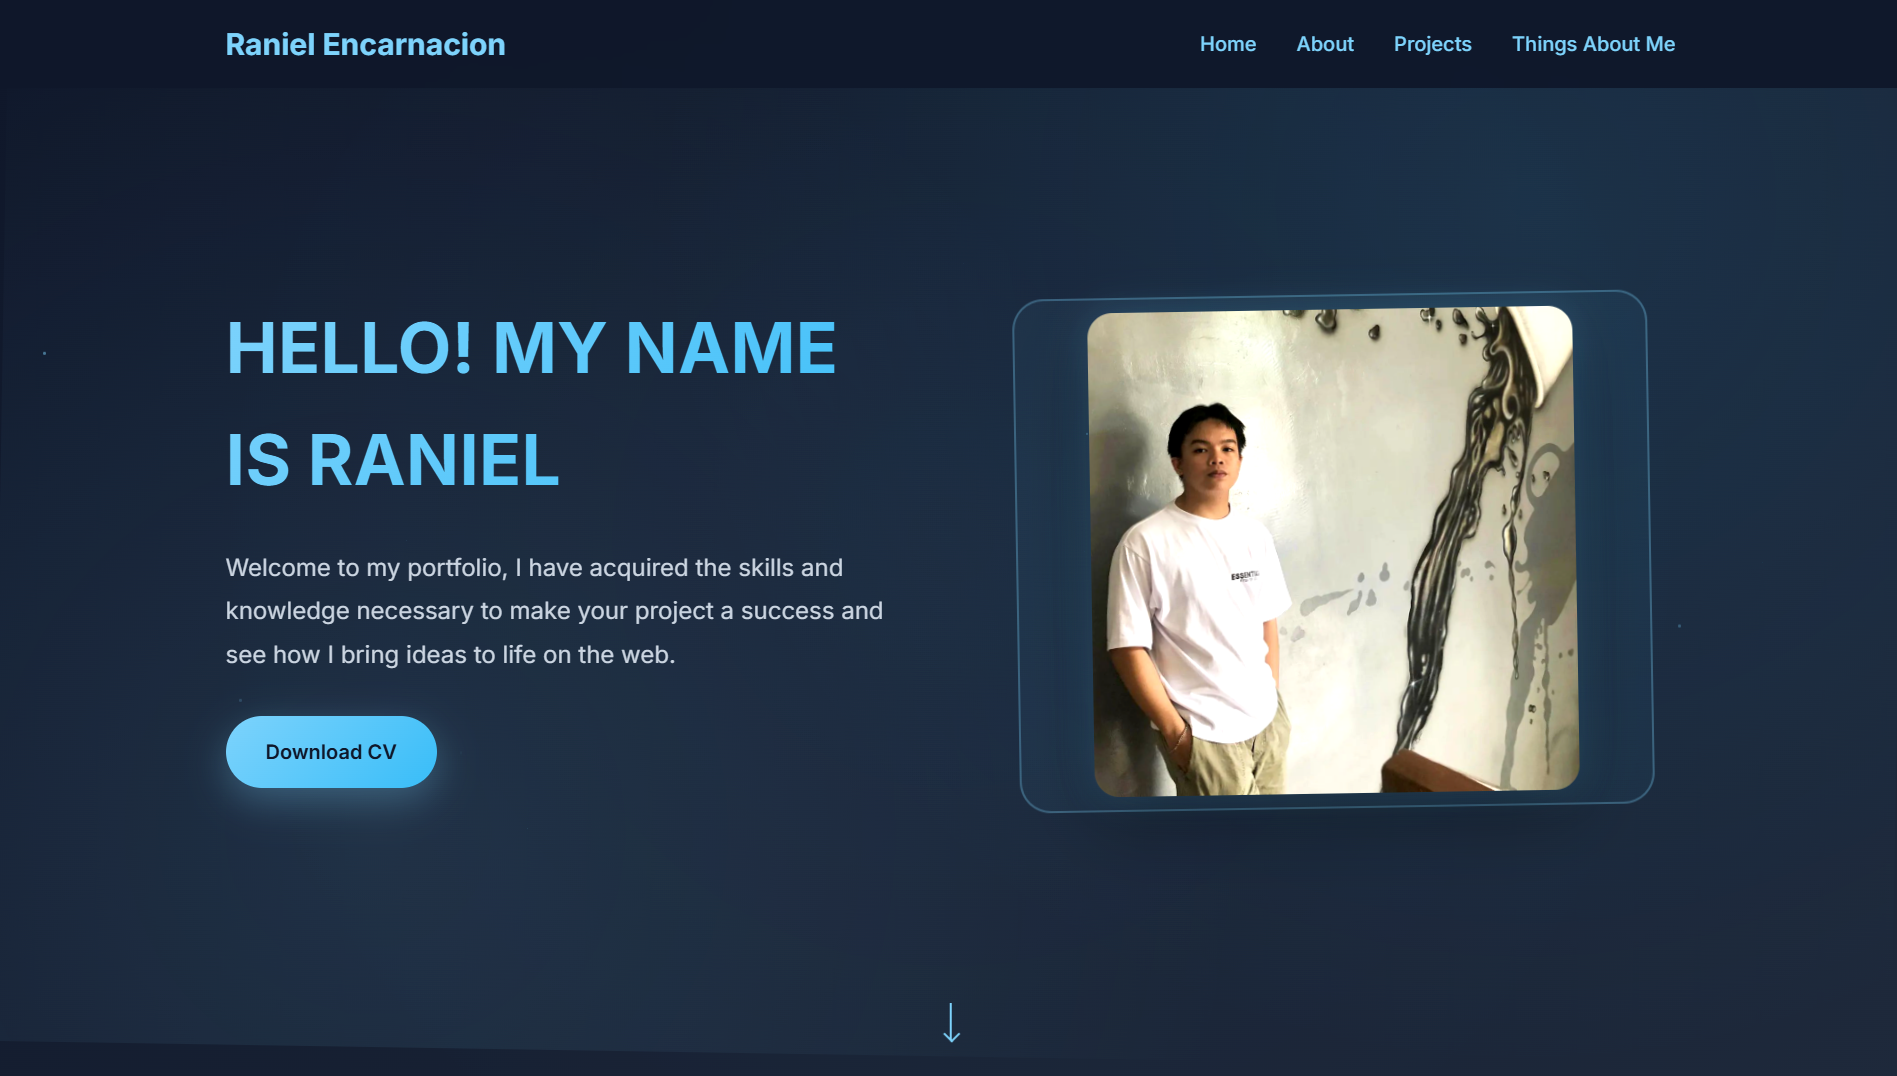 Raniel Encarnacion
Home About Projects Things About Me
HELLO! MY NAME
IS RANIEL
Welcome to my portfolio, I have acquired the skills and
knowledge necessary to make your project a success and
see how I bring ideas to life on the web.
Download CV